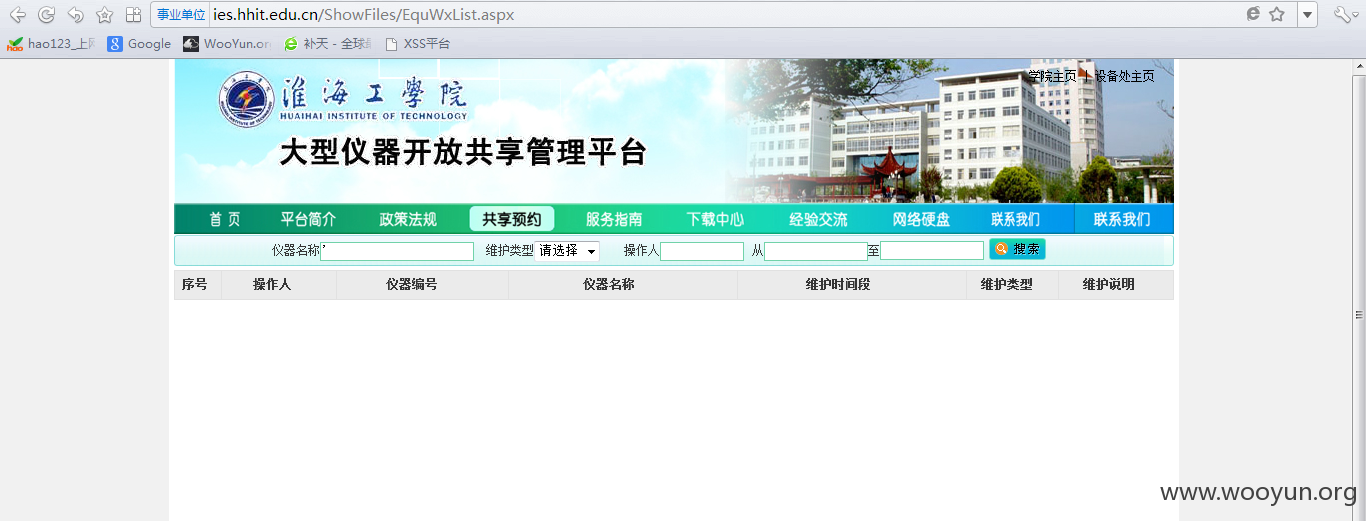 事业单位 ies.hhit.edu.cn/ShowFiles/EquWxList.aspx
hao123_上网 Google WooYun.org 补天 - 全球 XSS平台
学院主页 | 设备处主页
淮海工學院
HUAIHAI INSTITUTE OF TECHNOLOGY
大型仪器开放共享管理平台
首 页 平台简介 政策法规 共享预约 服务指南 下载中心 经验交流 网络硬盘 联系我们 联系我们
仪器名称 ' 维护类型 请选择 操作人 从 至 搜索
序号 操作人 仪器编号 仪器名称 维护时间段 维护类型 维护说明
www.wooyun.org